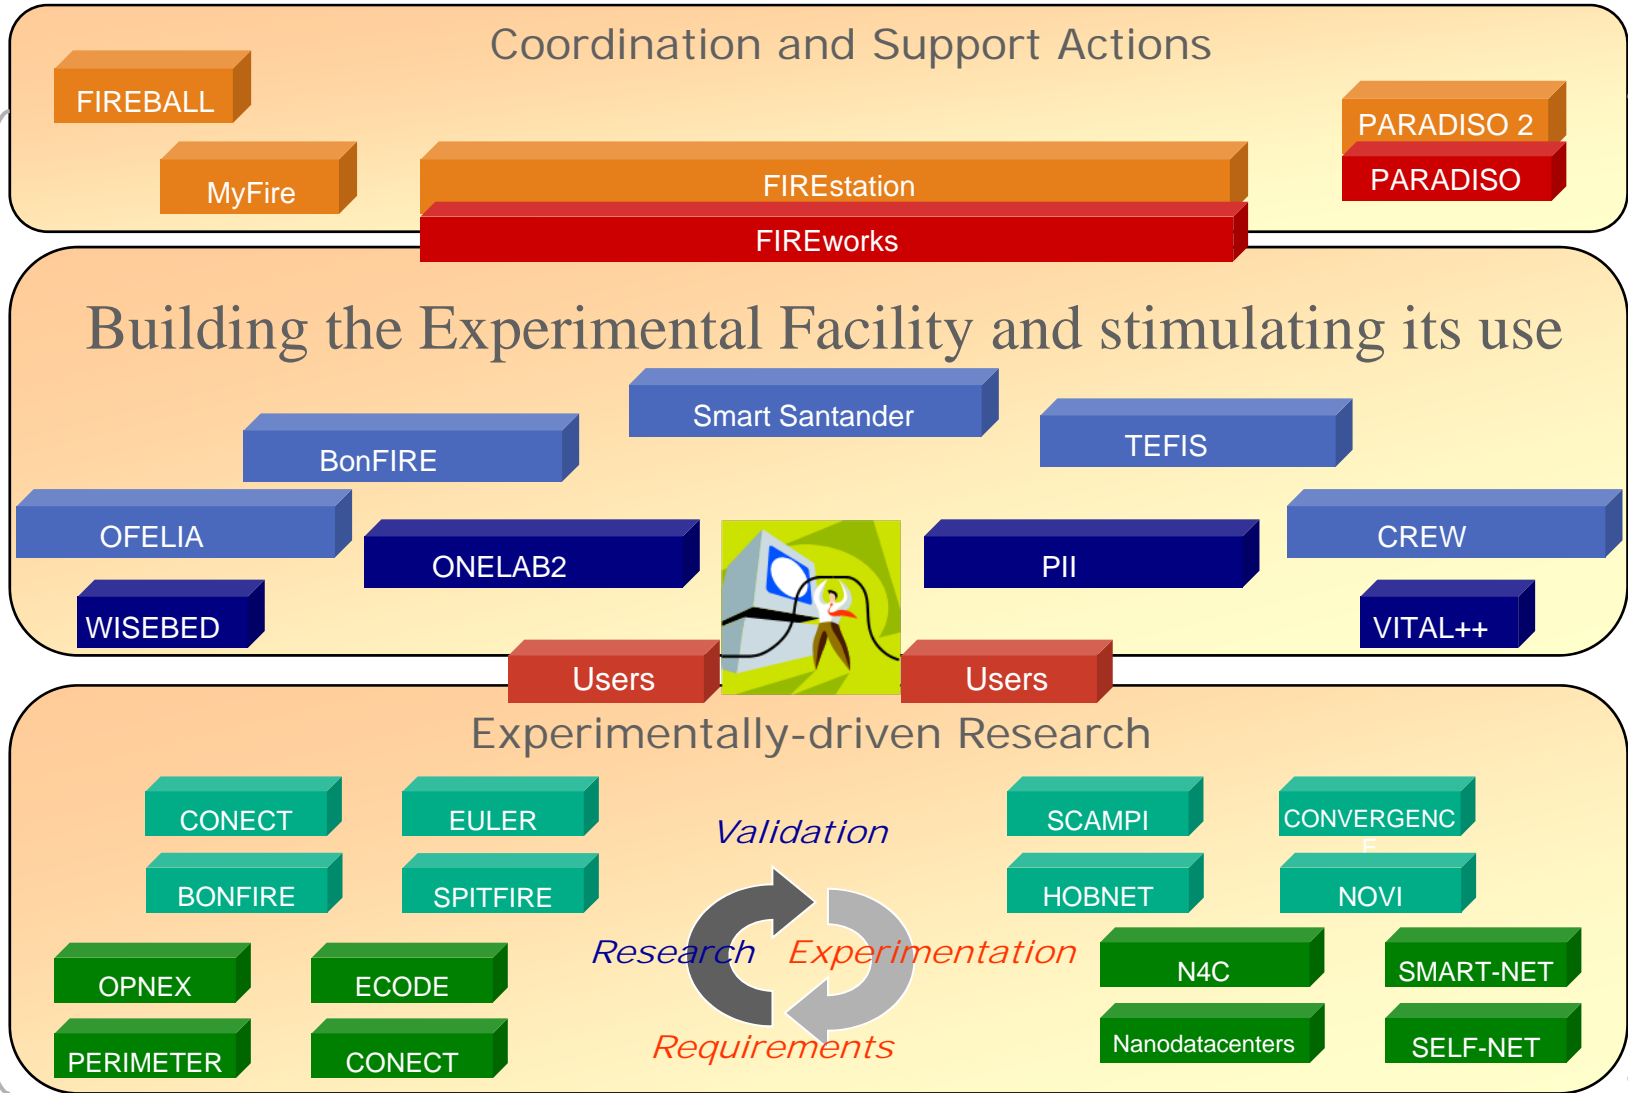 Coordination and Support Actions
FIREBALL
PARADISO 2
MyFire
FIREstation
PARADISO
FIREworks
Building the Experimental Facility and stimulating its use
Smart Santander
BonFIRE
TEFIS
OFELIA
CREW
ONELAB2
PII
WISEBED
VITAL++
Users
Users
Experimentally-driven Research
CONECT
EULER
Validation
SCAMPI
CONVERGENC
E
BONFIRE
SPITFIRE
HOBNET
NOVI
Research
Experimentation
OPNEX
ECODE
N4C
SMART-NET
Requirements
PERIMETER
CONECT
Nanodatacenters
SELF-NET